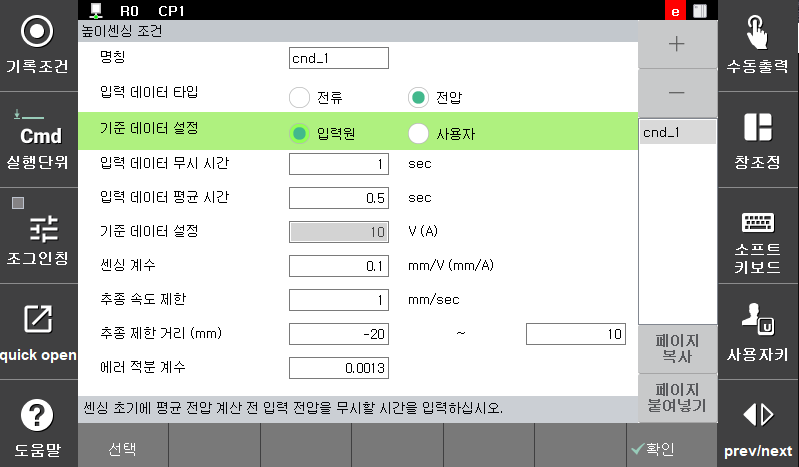 R0 CP1 e
높이센싱 조건
명칭 cnd_1
입력 데이터 타입 전류 전압
기준 데이터 설정 입력원 사용자
입력 데이터 무시 시간 1 sec
입력 데이터 평균 시간 0.5 sec
기준 데이터 설정 10 V (A)
센싱 계수 0.1 mm/V (mm/A)
추종 속도 제한 1 mm/sec
추종 제한 거리 (mm) -20 ~ 10
에러 적분 계수 0.0013
센싱 초기에 평균 전압 계산 전 입력 전압을 무시할 시간을 입력하십시오.
선택 확인
기록조건
Cmd
실행단위
조그인칭
quick open
도움말
+
-
cnd_1
페이지
복사
페이지
붙여넣기
수동출력
창조정
소프트
키보드
u
사용자키
prev/next